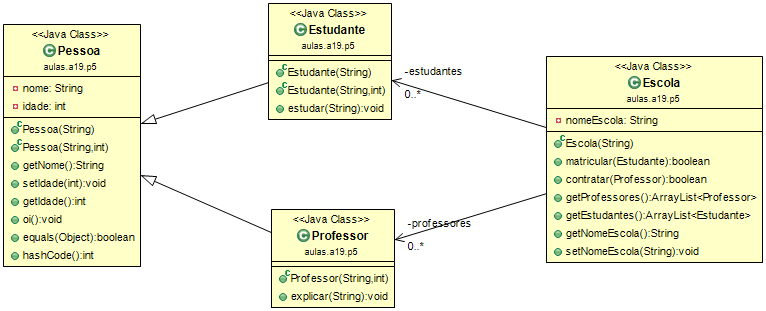 <<Java Class>>
Pessoa
aulas.a19.p5
nome: String
idade: int
Pessoa(String)
Pessoa(String,int)
getNome():String
setIdade(int):void
getIdade():int
oi():void
equals(Object):boolean
hashCode():int
<<Java Class>>
Estudante
aulas.a19.p5
Estudante(String)
Estudante(String,int)
estudar(String):void
-estudantes
0..*
<<Java Class>>
Professor
aulas.a19.p5
Professor(String,int)
explicar(String):void
-professores
0..*
<<Java Class>>
Escola
aulas.a19.p5
nomeEscola: String
Escola(String)
matricular(Estudante):boolean
contratar(Professor):boolean
getProfessores():ArrayList<Professor>
getEstudantes():ArrayList<Estudante>
getNomeEscola():String
setNomeEscola(String):void